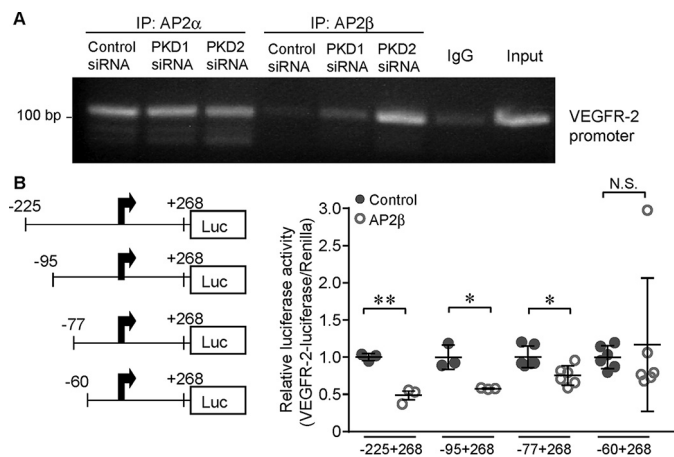 A
IP: AP2α
IP: AP2β
Control siRNA
PKD1 siRNA
PKD2 siRNA
Control siRNA
PKD1 siRNA
PKD2 siRNA
IgG
Input
100 bp
VEGFR-2 promoter
B
-225
+268
Luc
-95
+268
Luc
-77
+268
Luc
-60
+268
Luc
Relative luciferase activity
(VEGFR-2-luciferase/Renilla)
3.0
2.5
2.0
1.5
1.0
0.5
0
Control
AP2β
**
*
*
N.S.
-225+268
-95+268
-77+268
-60+268